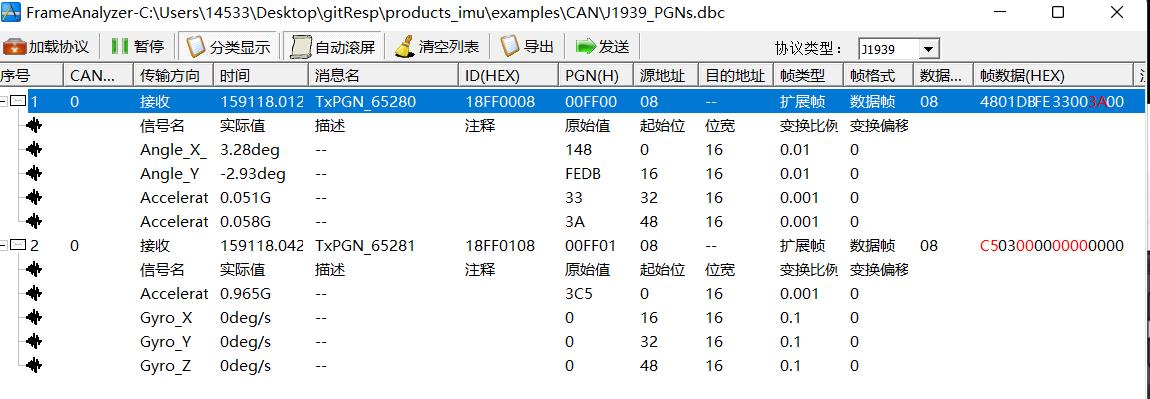 FrameAnalyzer-C:\Users\14533\Desktop\gitResp\products_imu\examples\CAN\J1939_PGNs.dbc
加载协议 暂停 分类显示 自动滚屏 清空列表 导出 发送 协议类型: J1939
序号 CAN... 传输方向 时间 消息名 ID(HEX) PGN(H) 源地址 目的地址 帧类型 帧格式 数据... 帧数据(HEX)
1 0 接收 159118.012 TxPGN_65280 18FF0008 00FF00 08 -- 扩展帧 数据帧 08 4801DBFE33003A00
信号名 实际值 描述 注释 原始值 起始位 位宽 变换比例 变换偏移
Angle_X_ 3.28deg -- 148 0 16 0.01 0
Angle_Y -2.93deg -- FEDB 16 16 0.01 0
Accelerat 0.051G -- 33 32 16 0.001 0
Accelerat 0.058G -- 3A 48 16 0.001 0
2 0 接收 159118.042 TxPGN_65281 18FF0108 00FF01 08 -- 扩展帧 数据帧 08 C503000000000000
信号名 实际值 描述 注释 原始值 起始位 位宽 变换比例 变换偏移
Accelerat 0.965G -- 3C5 0 16 0.001 0
Gyro_X 0deg/s -- 0 16 16 0.1 0
Gyro_Y 0deg/s -- 0 32 16 0.1 0
Gyro_Z 0deg/s -- 0 48 16 0.1 0